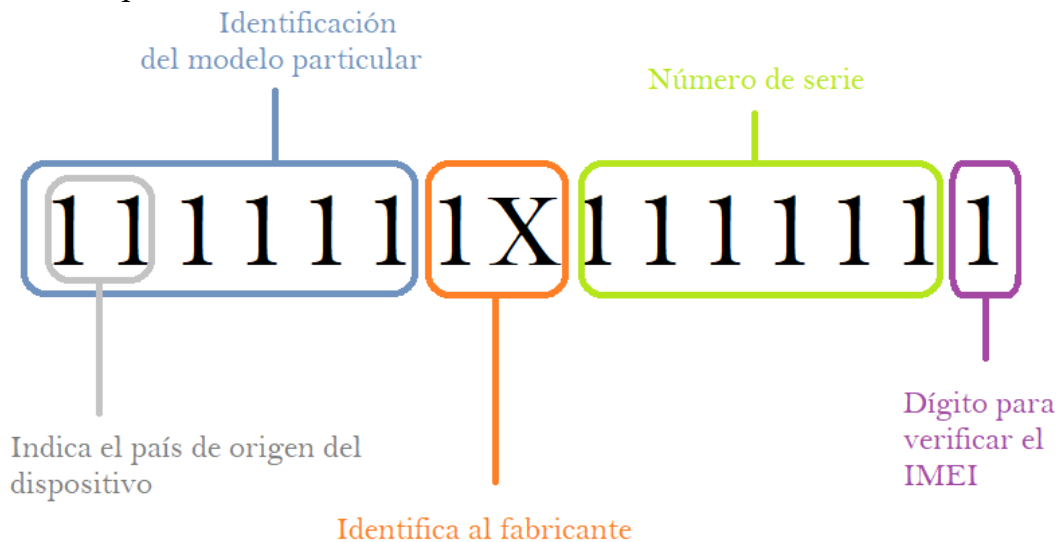 Identificación
del modelo particular
Número de serie
1 1 1 1 1 1 1 X 1 1 1 1 1 1 1
Indica el país de origen del
dispositivo
Dígito para
verificar el
IMEI
Identifica al fabricante